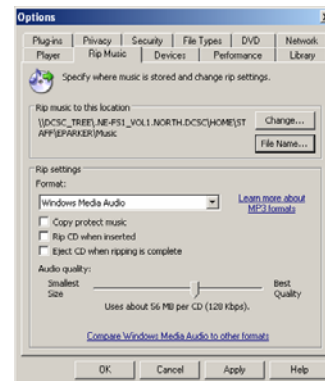 Options
Plug-ins Privacy Security File Types DVD Network
Player Rip Music Devices Performance Library
Specify where music is stored and change rip settings.
Rip music to this location
\\DCSC_TREE\.NE-FS1_VOL1.NORTH.DCSC\HOME\ST
AFF\EPARKER\Music
Change...
File Name...
Rip settings
Format:
Windows Media Audio
Learn more about
MP3 formats
Copy protect music
Rip CD when inserted
Eject CD when ripping is complete
Audio quality:
Smallest
Size
Best
Quality
Uses about 56 MB per CD (128 Kbps).
Compare Windows Media Audio to other formats
OK Cancel Apply Help